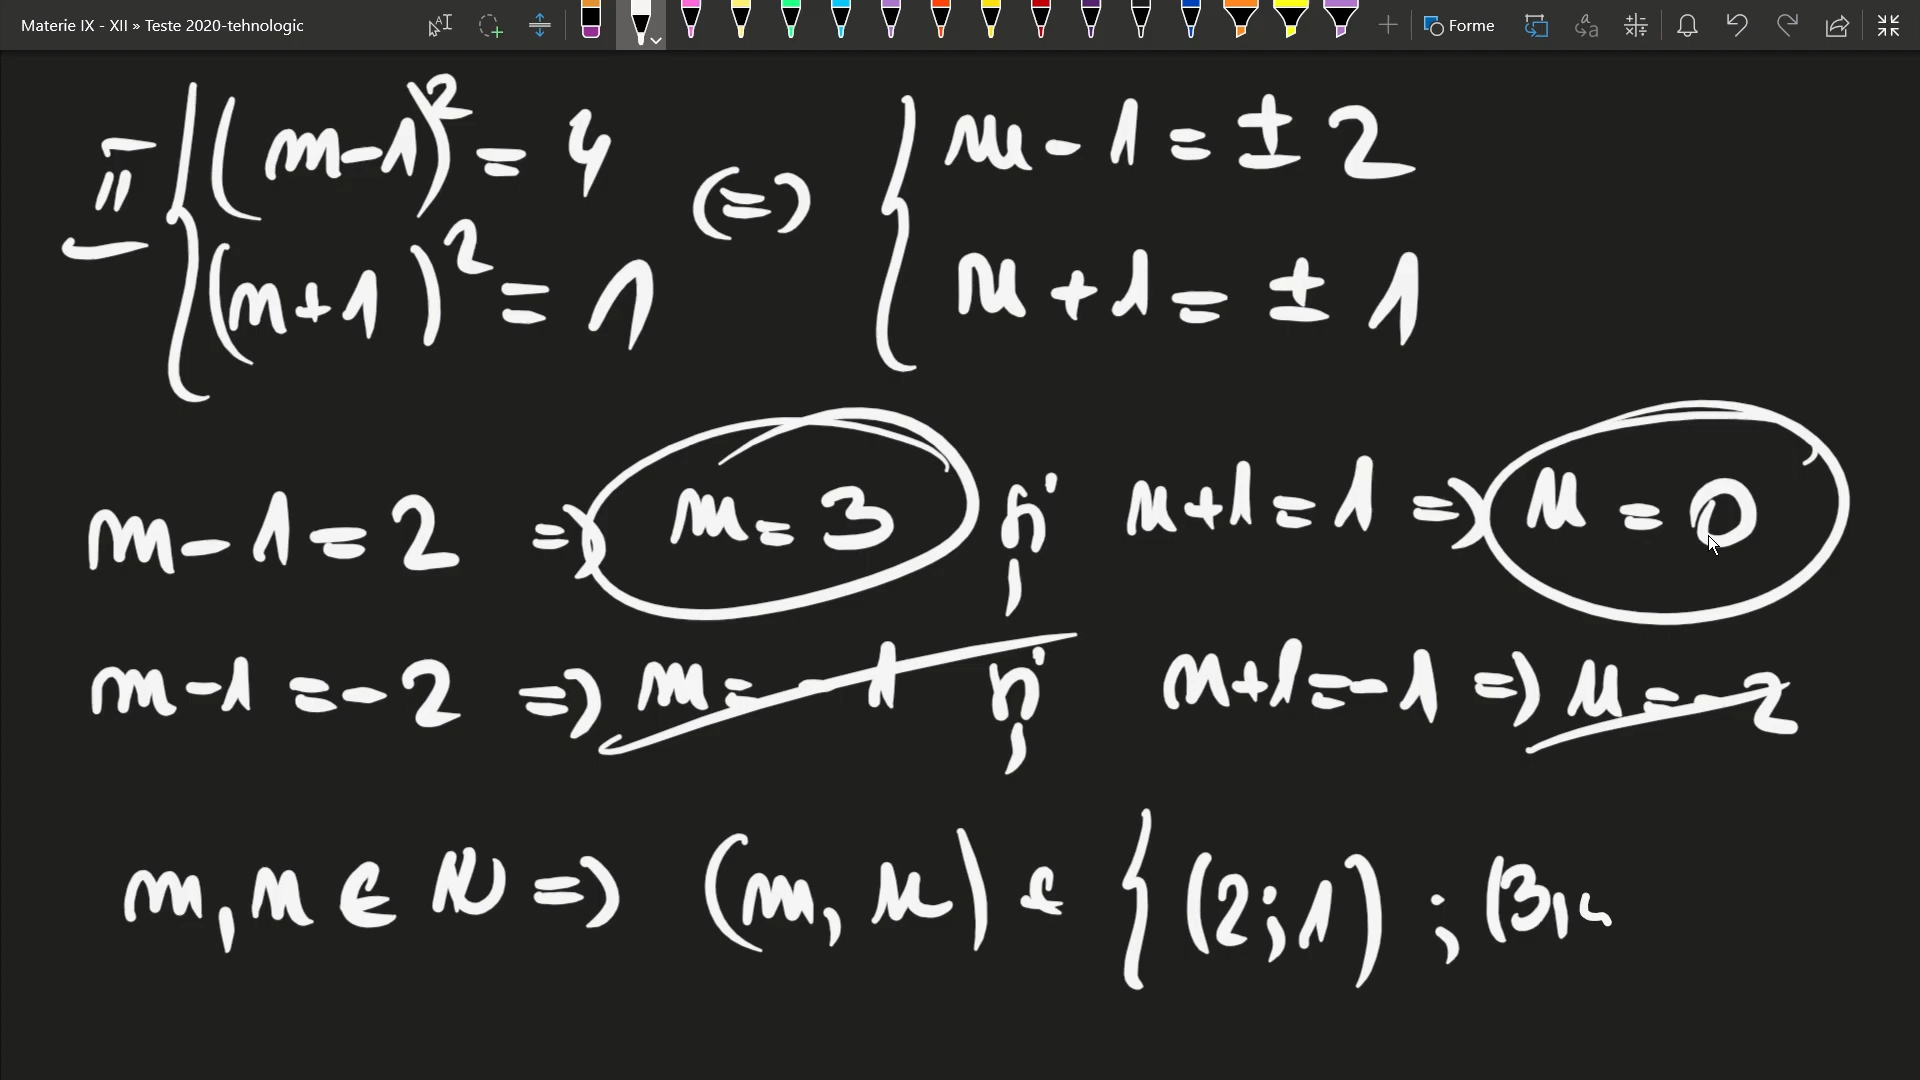 Materie IX - XII » Teste 2020-tehnologic
Forme
II { (m-1)² = 4 (=) { m - 1 = ± 2
(n+1)² = 1 n + 1 = ± 1
m - 1 = 2 => m = 3 și n + 1 = 1 => n = 0
m - 1 = - 2 => m = - 1 și n + 1 = - 1 => n = - 2
m, n ∈ N => (m, n) ∈ { (2; 1) ; (3,